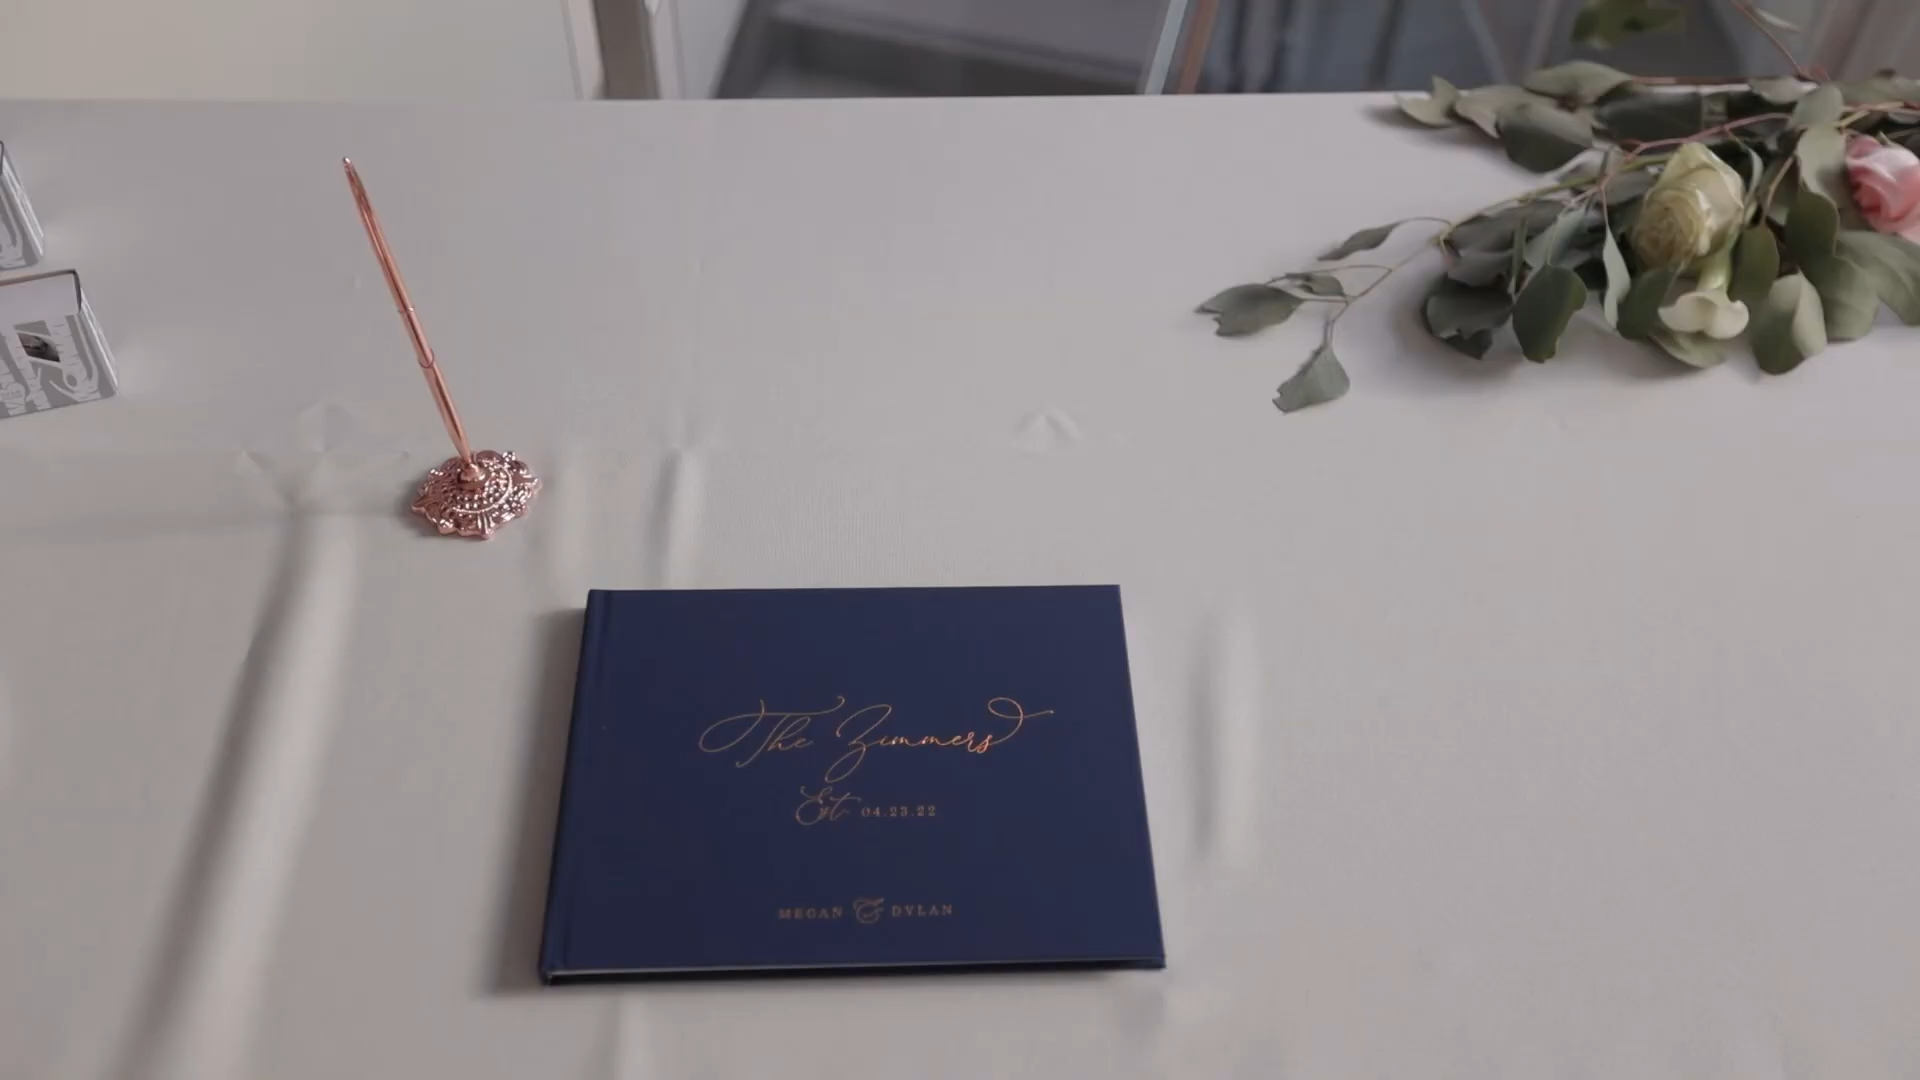 The Zimmers
Est 04.23.22
MEGAN & DYLAN